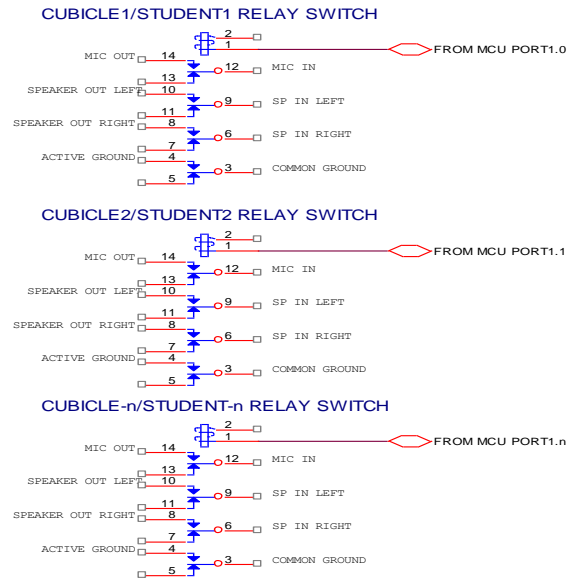 CUBICLE1/STUDENT1 RELAY SWITCH
2
1 FROM MCU PORT1.0
MIC OUT 14
12 MIC IN
13
SPEAKER OUT LEFT 10
9 SP IN LEFT
11
SPEAKER OUT RIGHT 8
6 SP IN RIGHT
7
ACTIVE GROUND 4
3 COMMON GROUND
5
CUBICLE2/STUDENT2 RELAY SWITCH
2
1 FROM MCU PORT1.1
MIC OUT 14
12 MIC IN
13
SPEAKER OUT LEFT 10
9 SP IN LEFT
11
SPEAKER OUT RIGHT 8
6 SP IN RIGHT
7
ACTIVE GROUND 4
3 COMMON GROUND
5
CUBICLE-n/STUDENT-n RELAY SWITCH
2
1 FROM MCU PORT1.n
MIC OUT 14
12 MIC IN
13
SPEAKER OUT LEFT 10
9 SP IN LEFT
11
SPEAKER OUT RIGHT 8
6 SP IN RIGHT
7
ACTIVE GROUND 4
3 COMMON GROUND
5